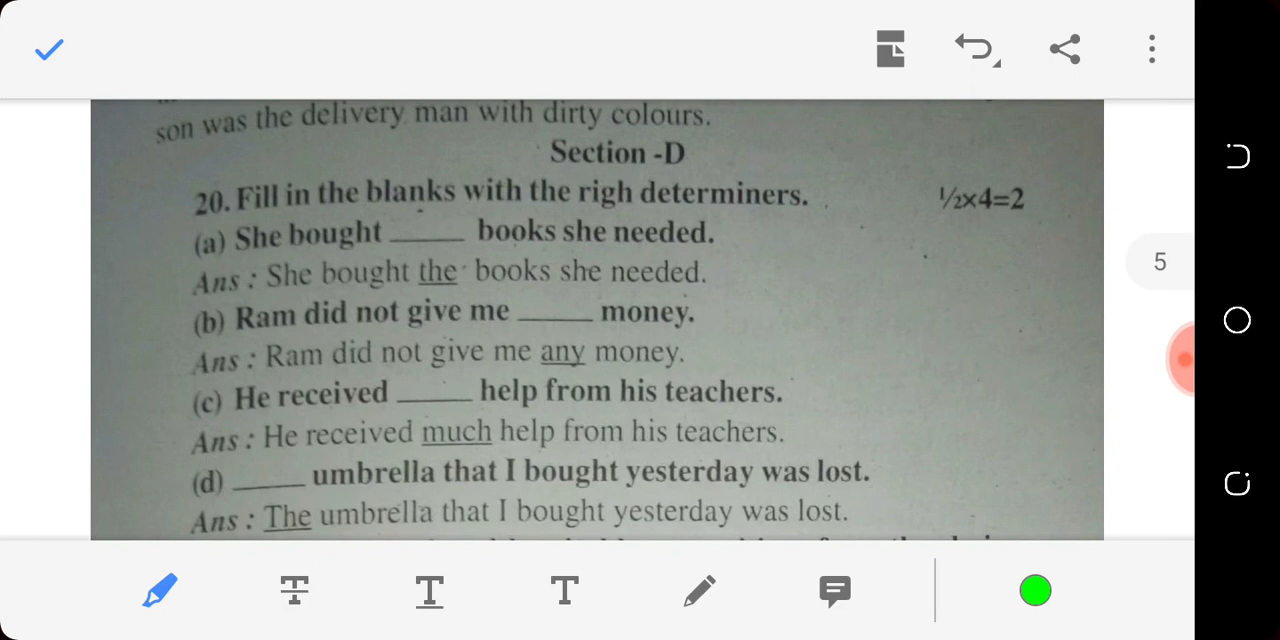 son was the delivery man with dirty colours.
Section -D
20. Fill in the blanks with the righ determiners. ½×4=2
(a) She bought _____ books she needed.
Ans : She bought the books she needed.
(b) Ram did not give me _____ money.
Ans : Ram did not give me any money.
5
(c) He received _____ help from his teachers.
Ans : He received much help from his teachers.
(d) _____ umbrella that I bought yesterday was lost.
Ans : The umbrella that I bought yesterday was lost.